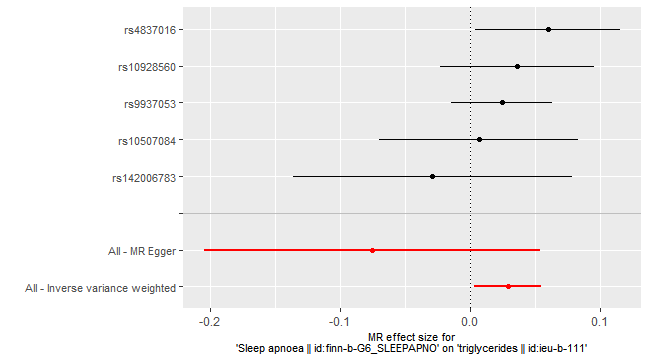 rs4837016
rs10928560
rs9937053
rs10507084
rs142006783
All - MR Egger
All - Inverse variance weighted
-0.2
-0.1
0.0
0.1
MR effect size for
'Sleep apnoea || id:finn-b-G6_SLEEPAPNO' on 'triglycerides || id:ieu-b-111'